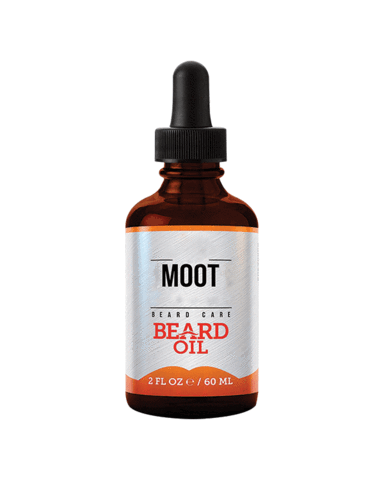 MOOT
BEARD CARE
BEARD
OIL
2 FL OZ ℮ / 60 ML